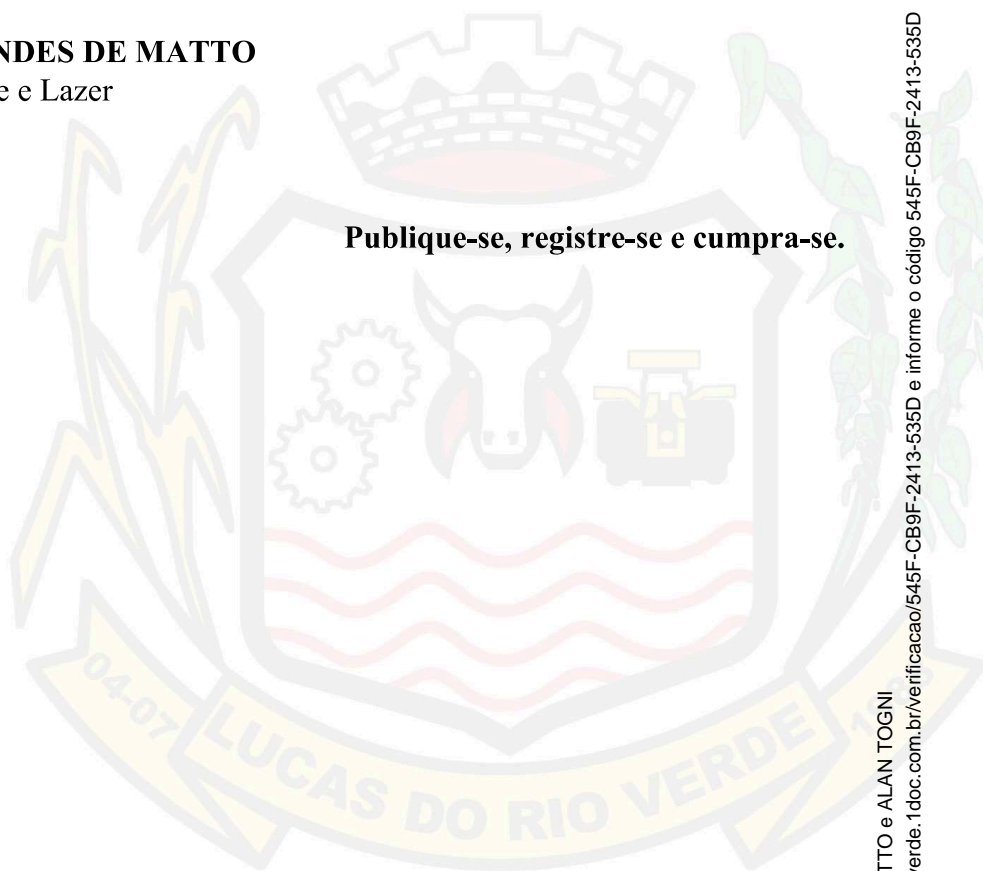 NDES DE MATTO
e e Lazer
Publique-se, registre-se e cumpra-se.
04-07
LUCAS DO RIO VERDE
TTO e ALAN TOGNI
verde.1doc.com.br/verificacao/545F-CB9F-2413-535D e informe o código 545F-CB9F-2413-535D